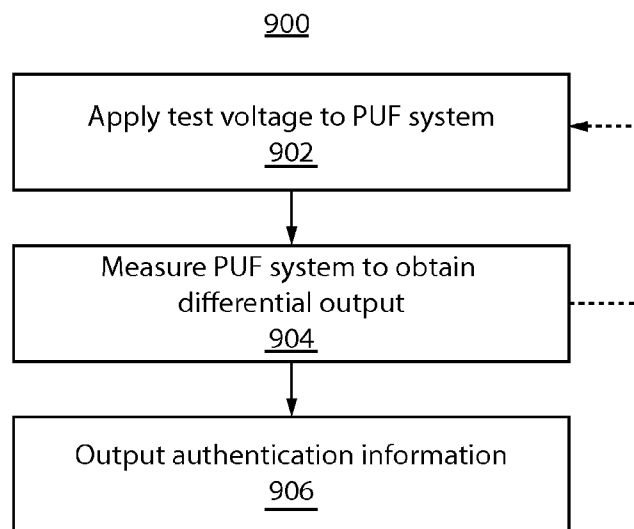 900
Apply test voltage to PUF system
902
Measure PUF system to obtain
differential output
904
Output authentication information
906